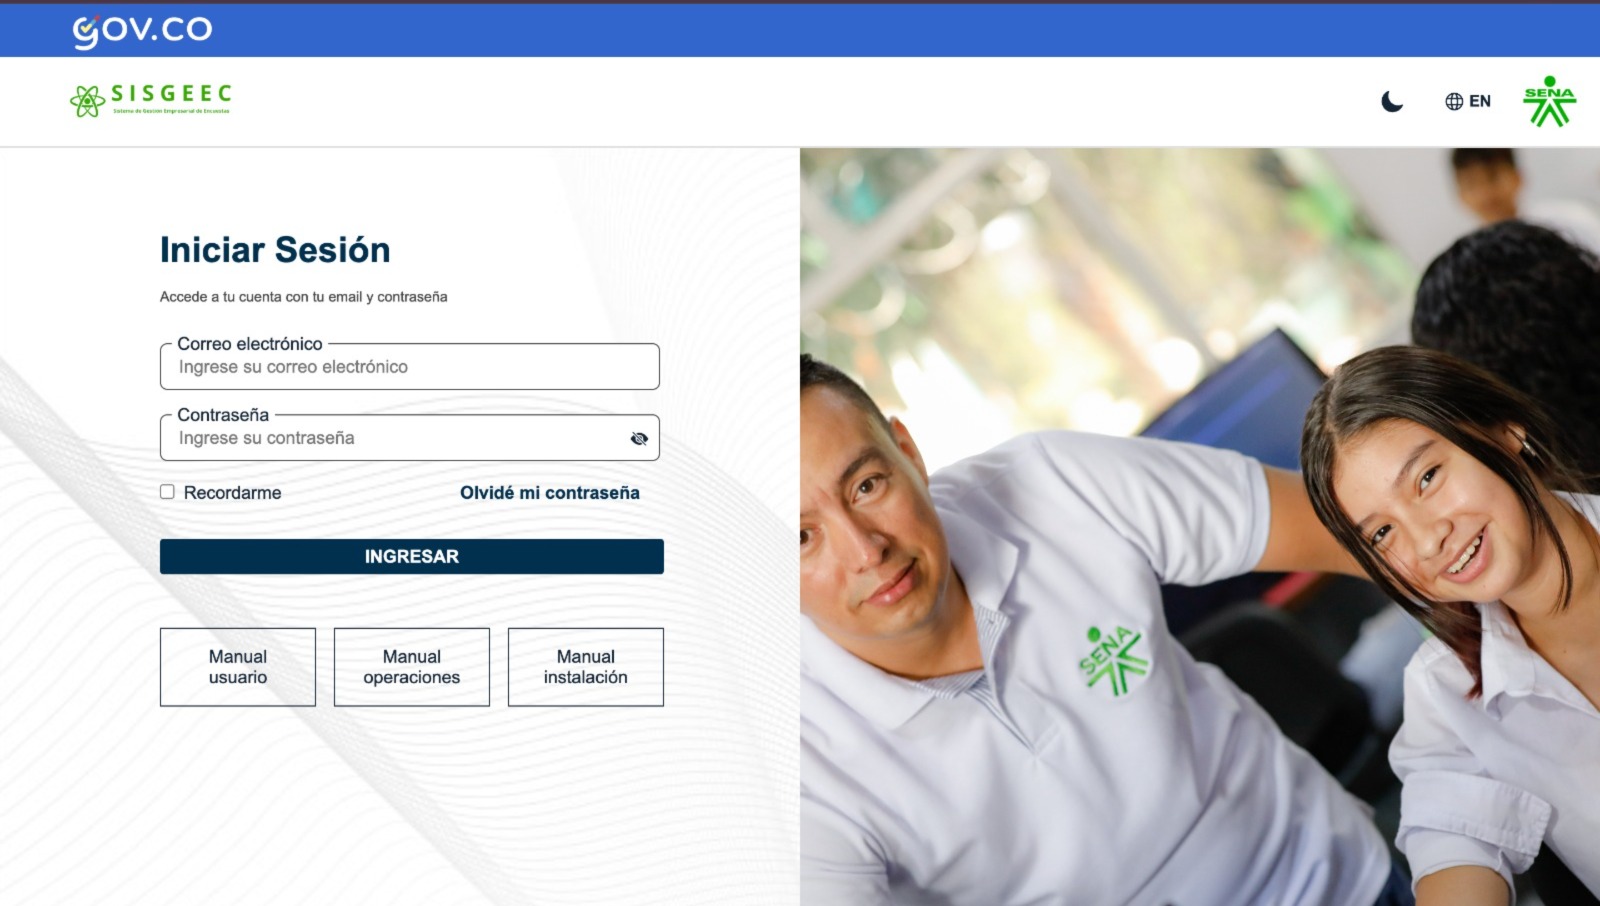 GOV.CO
SISGEEC
Sistema de Gestión Empresarial de Encuestas
EN
SENA
Iniciar Sesión
Accede a tu cuenta con tu email y contraseña
Correo electrónico
Ingrese su correo electrónico
Contraseña
Ingrese su contraseña
Recordarme
Olvidé mi contraseña
INGRESAR
Manual
usuario
Manual
operaciones
Manual
instalación
SENA